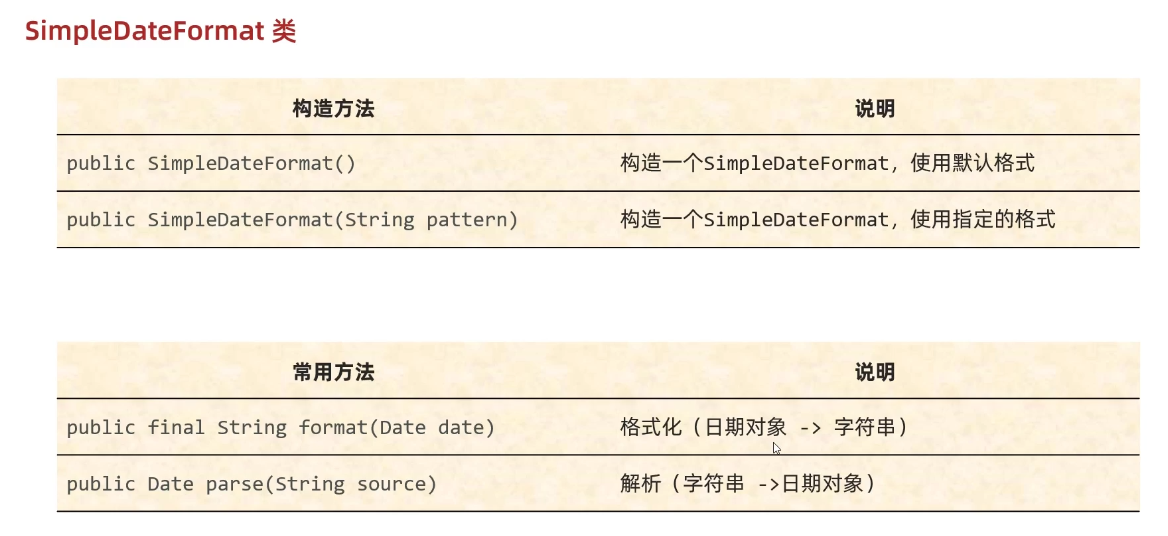 SimpleDateFormat 类
构造方法 说明
public SimpleDateFormat() 构造一个SimpleDateFormat，使用默认格式
public SimpleDateFormat(String pattern) 构造一个SimpleDateFormat，使用指定的格式
常用方法 说明
public final String format(Date date) 格式化（日期对象 -> 字符串）
public Date parse(String source) 解析（字符串 ->日期对象）